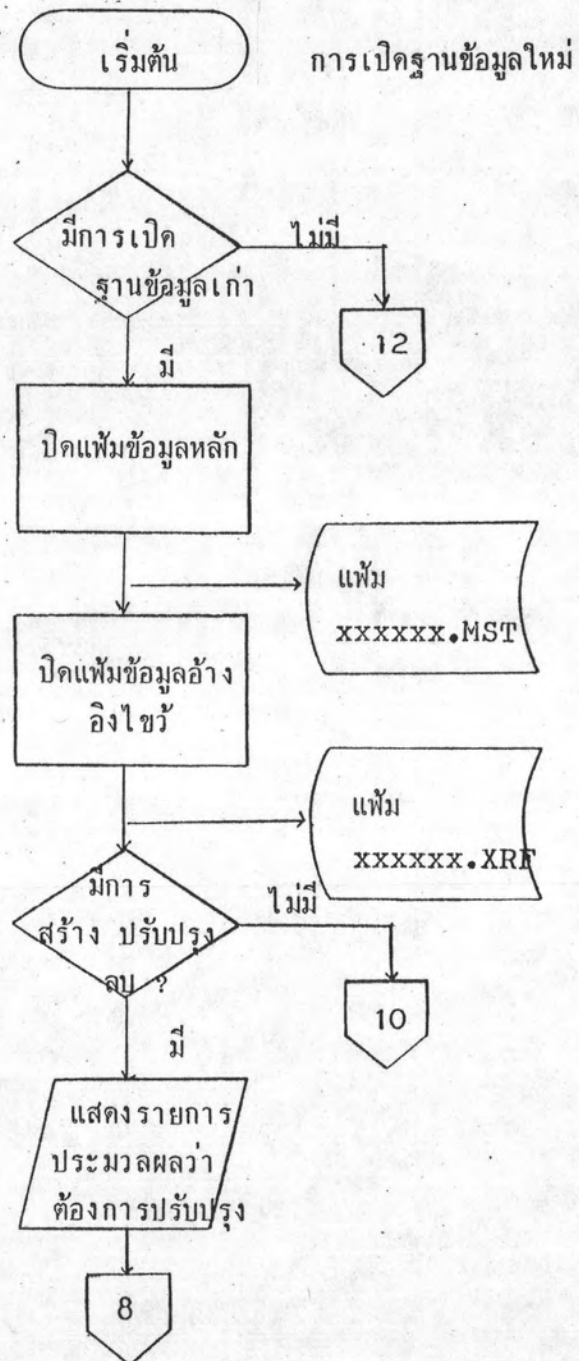 เริ่มต้น
การเปิดฐานข้อมูลใหม่
มีการเปิด
ฐานข้อมูลเก่า
ไม่มี
12
มี
ปิดแฟ้มข้อมูลหลัก
แฟ้ม
xxxxxx.MST
ปิดแฟ้มข้อมูลอ้าง
อิงไขว้
แฟ้ม
xxxxxx.XRF
มีการ
สร้าง ปรับปรุง
ลบ ?
ไม่มี
10
มี
แสดงรายการ
ประมวลผลว่า
ต้องการปรับปรุง
8